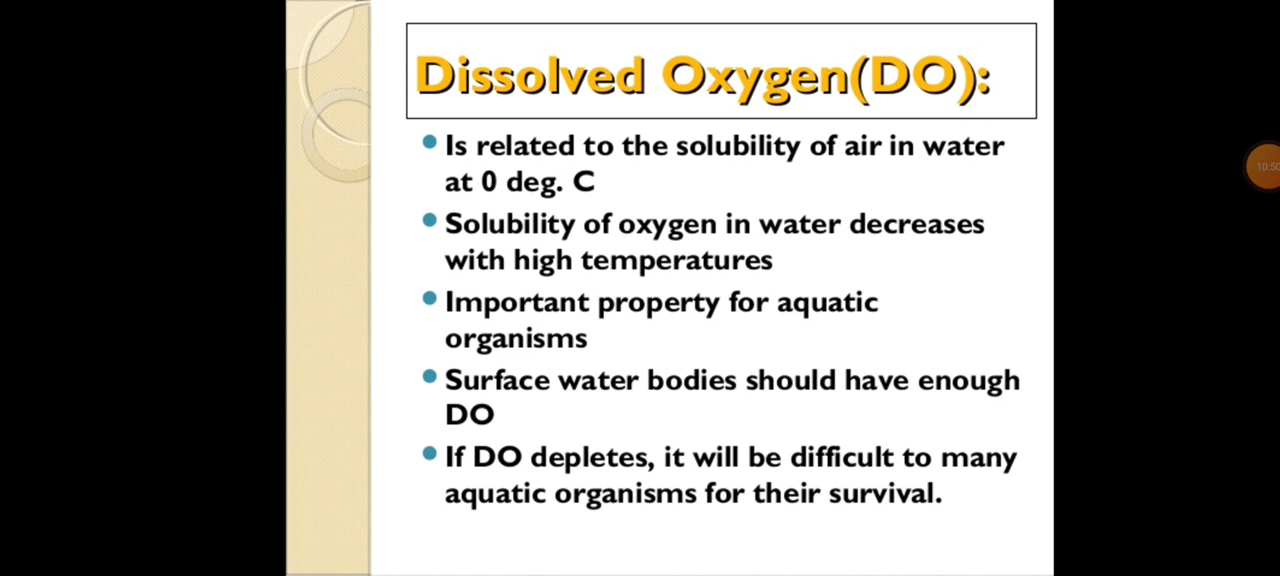 Dissolved Oxygen(DO):
Is related to the solubility of air in water
at 0 deg. C
Solubility of oxygen in water decreases
with high temperatures
Important property for aquatic
organisms
Surface water bodies should have enough
DO
If DO depletes, it will be difficult to many
aquatic organisms for their survival.